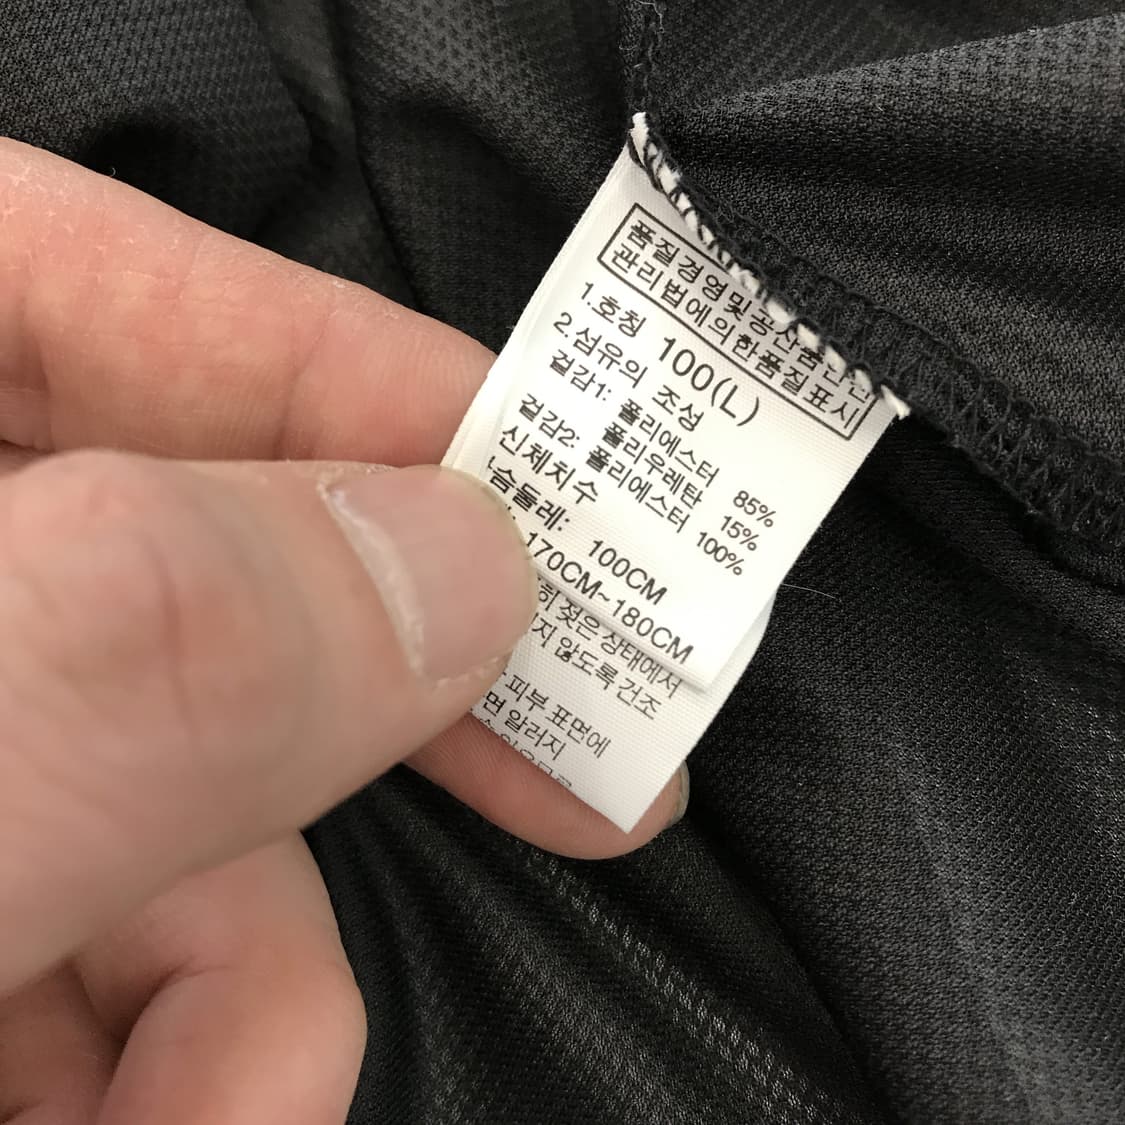 품질경영및공산품안전
관리법에의한품질표시
1.호칭 100(L)
2.섬유의 조성
겉감1: 폴리에스터 85%
폴리우레탄 15%
겉감2: 폴리에스터 100%
신체치수
슴둘레: 100CM
170CM~180CM
히 젖은 상태에서
지 않도록 건조
피부 표면에
면 알러지